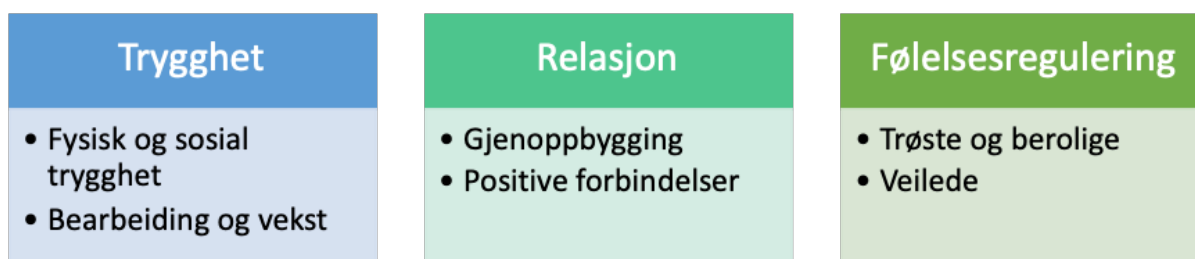 Trygghet
• Fysisk og sosial
trygghet
• Bearbeiding og vekst
Relasjon
• Gjenoppbygging
• Positive forbindelser
Følelsesregulering
• Trøste og berolige
• Veilede